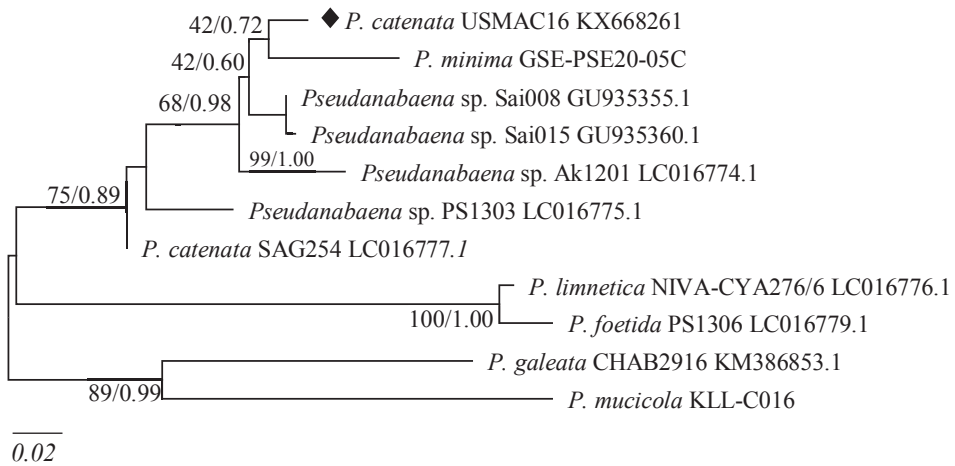 42/0.72
P. catenata USMAC16 KX668261
P. minima GSE-PSE20-05C
42/0.60
Pseudanabaena sp. Sai008 GU935355.1
68/0.98
Pseudanabaena sp. Sai015 GU935360.1
99/1.00
Pseudanabaena sp. Ak1201 LC016774.1
75/0.89
Pseudanabaena sp. PS1303 LC016775.1
P. catenata SAG254 LC016777.1
P. limnetica NIVA-CYA276/6 LC016776.1
100/1.00
P. foetida PS1306 LC016779.1
P. galeata CHAB2916 KM386853.1
89/0.99
P. mucicola KLL-C016
0.02